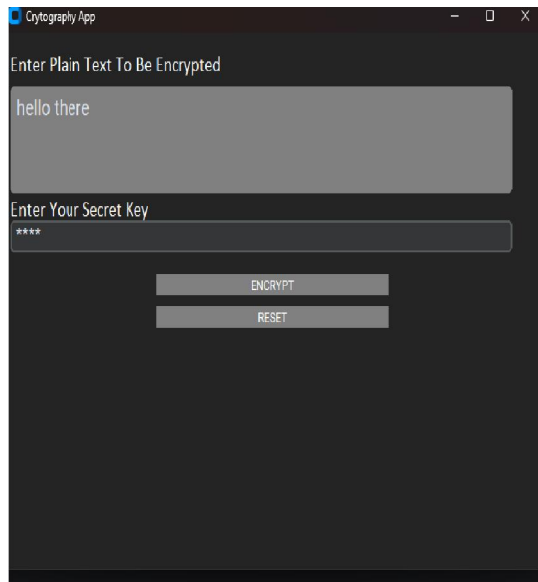 Crytography App
Enter Plain Text To Be Encrypted
hello there
Enter Your Secret Key
****
ENCRYPT
RESET